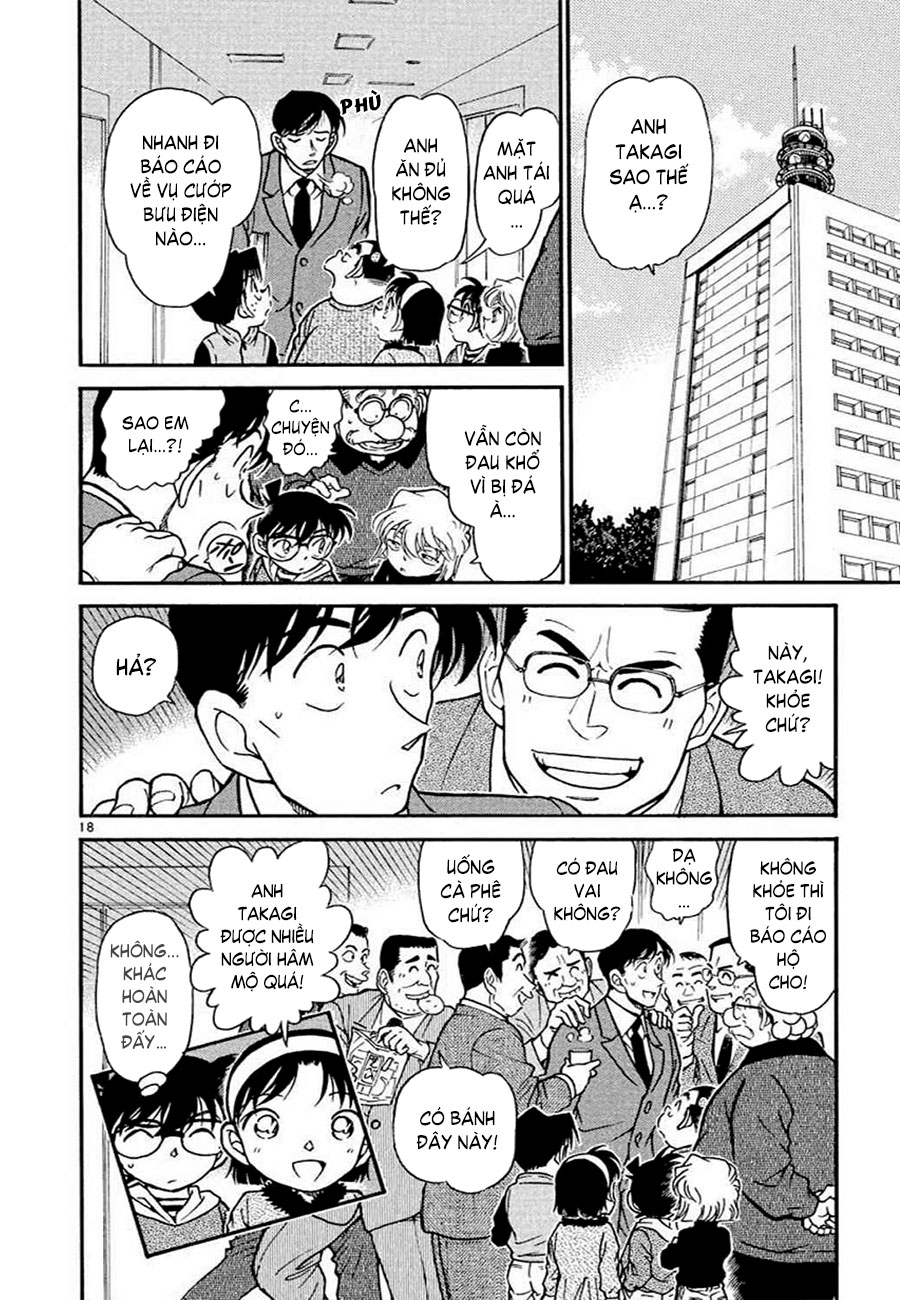 ANH
TAKAGI
SAO THẾ
Ạ...?
MẶT
ANH TÁI
QUÁ
...
ANH
ĂN ĐỦ
KHÔNG
THẾ?
PHÙ
NHANH ĐI
BÁO CÁO
VỀ VỤ CƯỚP
BƯU ĐIỆN
NÀO...
VẪN CÒN
ĐAU KHỔ
VÌ BỊ ĐÁ
À...
C...
CHUYỆN
ĐÓ...
SAO EM
LẠI...?!
NÀY,
TAKAGI!
KHỎE
CHỨ?
HẢ?
18
KHÔNG
KHỎE THÌ
TÔI ĐI
BÁO CÁO
HỘ
CHO!
DẠ
KHÔNG
...
CÓ ĐAU
VAI
KHÔNG?
UỐNG
CÀ PHÊ
CHỨ?
CÓ BÁNH
ĐÂY NÀY!
ANH
TAKAGI
ĐƯỢC NHIỀU
NGƯỜI HÂM
MỘ QUÁ!
KHÔNG...
KHÁC
HOÀN
TOÀN
ĐẤY...